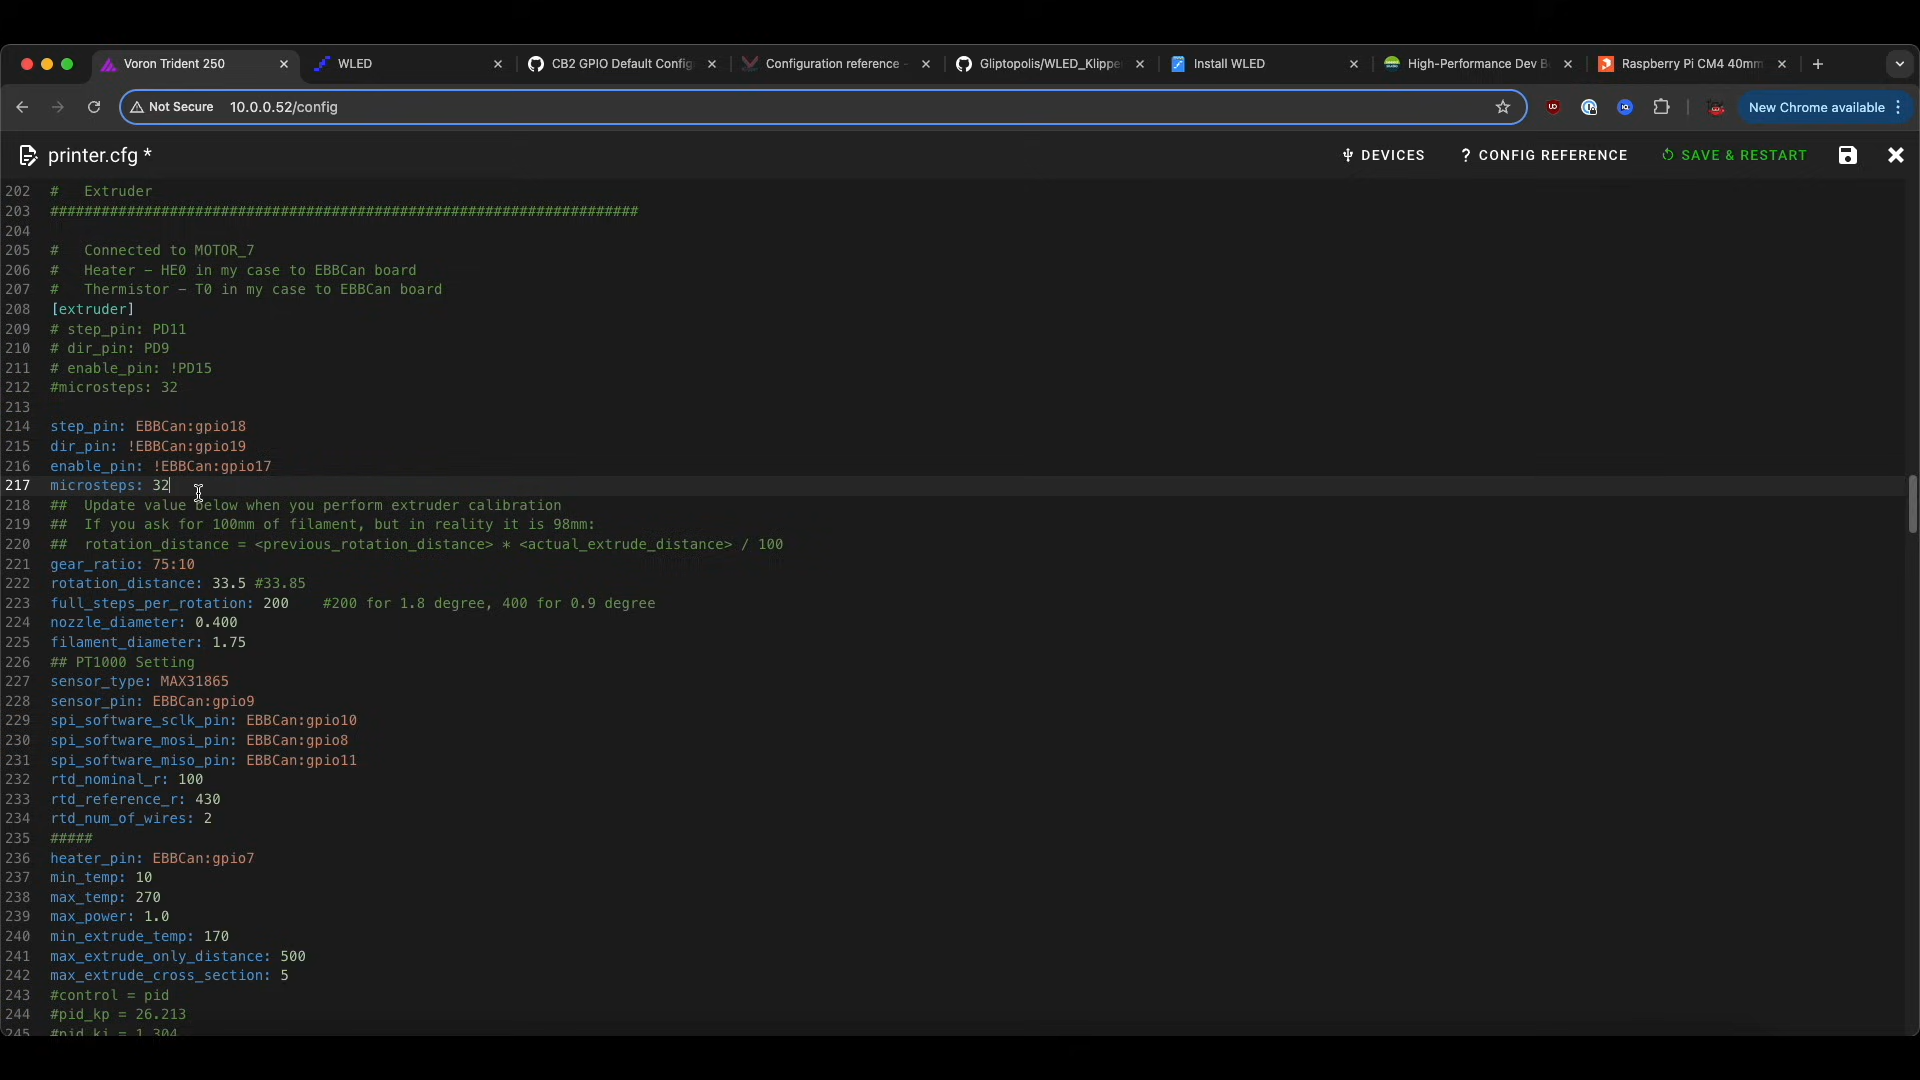 Voron Trident 250
WLED
CB2 GPIO Default Config
Configuration reference -
Gliptopolis/WLED_Klippe
Install WLED
High-Performance Dev B
Raspberry Pi CM4 40mm
Not Secure 10.0.0.52/config
New Chrome available
printer.cfg *
DEVICES
? CONFIG REFERENCE
SAVE & RESTART
202 #   Extruder
203 #####################################################################
204
205 #   Connected to MOTOR_7
206 #   Heater - HE0 in my case to EBBCan board
207 #   Thermistor - T0 in my case to EBBCan board
208 [extruder]
209 # step_pin: PD11
210 # dir_pin: PD9
211 # enable_pin: !PD15
212 #microsteps: 32
213
214 step_pin: EBBCan:gpio18
215 dir_pin: !EBBCan:gpio19
216 enable_pin: !EBBCan:gpio17
217 microsteps: 32
218 ##  Update value below when you perform extruder calibration
219 ##  If you ask for 100mm of filament, but in reality it is 98mm:
220 ##  rotation_distance = <previous_rotation_distance> * <actual_extrude_distance> / 100
221 gear_ratio: 75:10
222 rotation_distance: 33.5 #33.85
223 full_steps_per_rotation: 200    #200 for 1.8 degree, 400 for 0.9 degree
224 nozzle_diameter: 0.400
225 filament_diameter: 1.75
226 ## PT1000 Setting
227 sensor_type: MAX31865
228 sensor_pin: EBBCan:gpio9
229 spi_software_sclk_pin: EBBCan:gpio10
230 spi_software_mosi_pin: EBBCan:gpio8
231 spi_software_miso_pin: EBBCan:gpio11
232 rtd_nominal_r: 100
233 rtd_reference_r: 430
234 rtd_num_of_wires: 2
235 #####
236 heater_pin: EBBCan:gpio7
237 min_temp: 10
238 max_temp: 270
239 max_power: 1.0
240 min_extrude_temp: 170
241 max_extrude_only_distance: 500
242 max_extrude_cross_section: 5
243 #control = pid
244 #pid_kp = 26.213
245 #pid_ki = 1.304